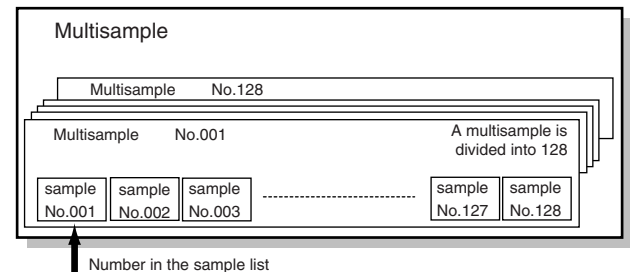 Multisample
Multisample No.128
Multisample No.001
A multisample is
divided into 128
sample sample sample sample sample
No.001 No.002 No.003 No.127 No.128
Number in the sample list